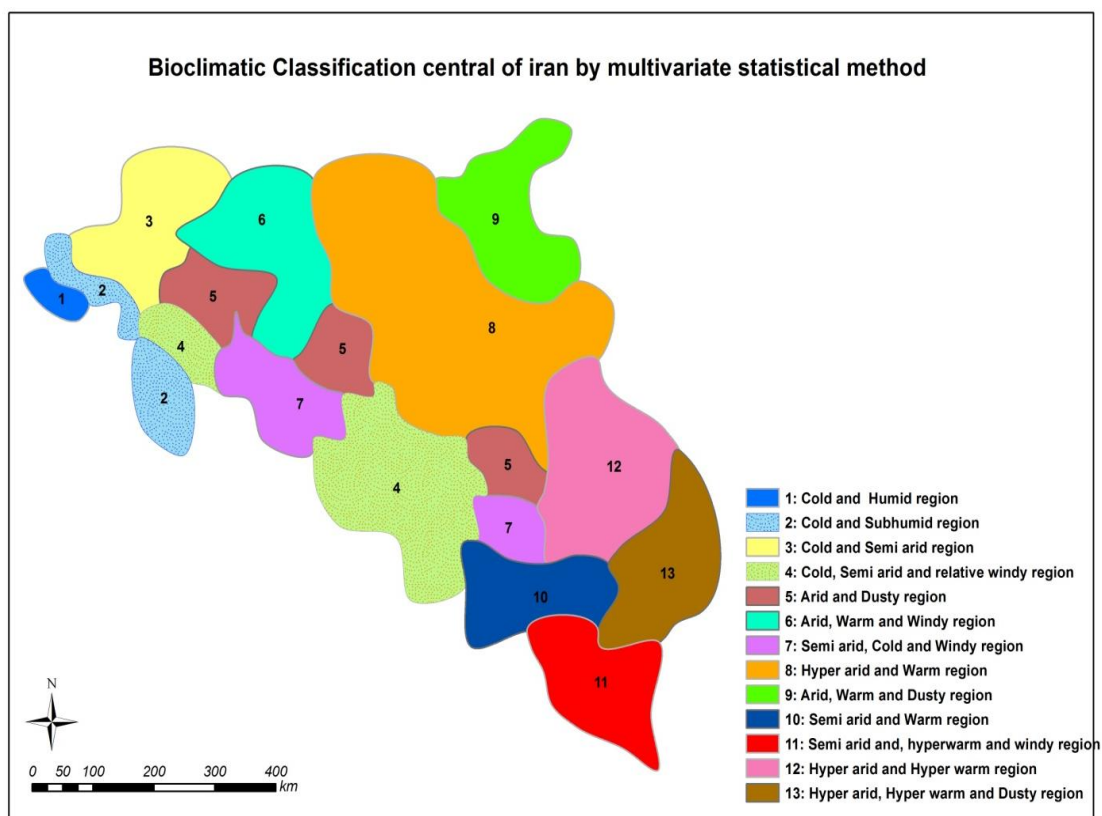 Bioclimatic Classification central of iran by multivariate statistical method
9
3
6
5
2
1
8
4
5
2
7
5
12
4
7
13
10
11
1: Cold and Humid region
2: Cold and Subhumid region
3: Cold and Semi arid region
4: Cold, Semi arid and relative windy region
5: Arid and Dusty region
6: Arid, Warm and Windy region
7: Semi arid, Cold and Windy region
8: Hyper arid and Warm region
9: Arid, Warm and Dusty region
10: Semi arid and Warm region
11: Semi arid and, hyperwarm and windy region
12: Hyper arid and Hyper warm region
13: Hyper arid, Hyper warm and Dusty region
N
0 50 100 200 300 400
km